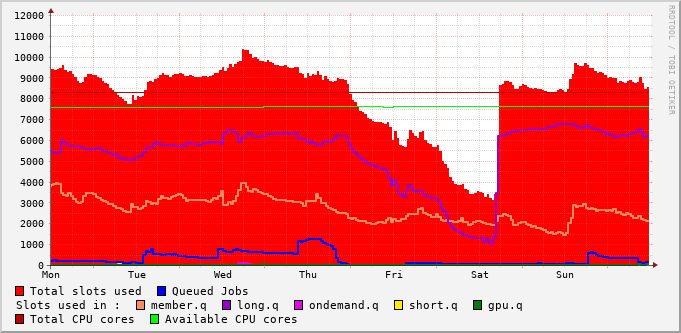 12000
11000
10000
9000
8000
7000
6000
5000
4000
3000
2000
1000
0
Mon Tue Wed Thu Fri Sat Sun
RRDTOOL / TOBI OETIKER
Total slots used Queued Jobs
Slots used in : member.q long.q ondemand.q short.q gpu.q
Total CPU cores Available CPU cores